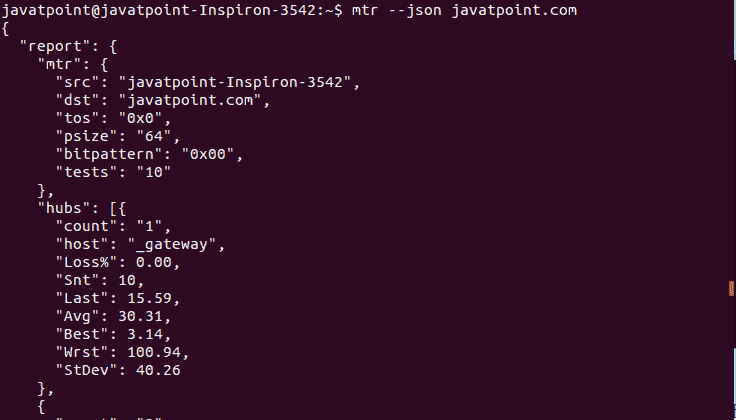 javatpoint@javatpoint-Inspiron-3542:~$ mtr --json javatpoint.com
{
  "report": {
    "mtr": {
      "src": "javatpoint-Inspiron-3542",
      "dst": "javatpoint.com",
      "tos": "0x0",
      "psize": "64",
      "bitpattern": "0x00",
      "tests": "10"
    },
    "hubs": [{
      "count": "1",
      "host": "_gateway",
      "Loss%": 0.00,
      "Snt": 10,
      "Last": 15.59,
      "Avg": 30.31,
      "Best": 3.14,
      "Wrst": 100.94,
      "StDev": 40.26
    },
    {